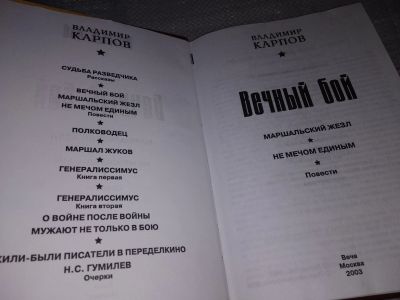 ВЛАДИМИР
КАРПОВ
СУДЬБА РАЗВЕДЧИКА
Рассказы
ВЕЧНЫЙ БОЙ
МАРШАЛЬСКИЙ ЖЕЗЛ
НЕ МЕЧОМ ЕДИНЫМ
Повести
ПОЛКОВОДЕЦ
МАРШАЛ ЖУКОВ
ГЕНЕРАЛИССИМУС
Книга первая
ГЕНЕРАЛИССИМУС
Книга вторая
О ВОЙНЕ ПОСЛЕ ВОЙНЫ
МУЖАЮТ НЕ ТОЛЬКО В БОЮ
ЖИЛИ-БЫЛИ ПИСАТЕЛИ В ПЕРЕДЕЛКИНО
Н.С. ГУМИЛЕВ
Очерки
ВЛАДИМИР
КАРПОВ
Вечный бой
МАРШАЛЬСКИЙ ЖЕЗЛ
НЕ МЕЧОМ ЕДИНЫМ
Повести
Вече
Москва
2003